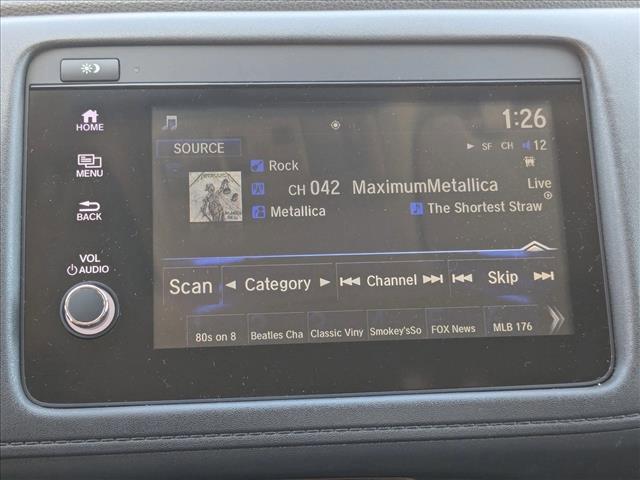 1:26
HOME
SOURCE
SF CH 12
MENU
Rock
CH 042 MaximumMetallica Live
BACK
Metallica The Shortest Straw
VOL
AUDIO
Scan Category Channel Skip
80s on 8 Beatles Cha Classic Viny Smokey'sSo FOX News MLB 176